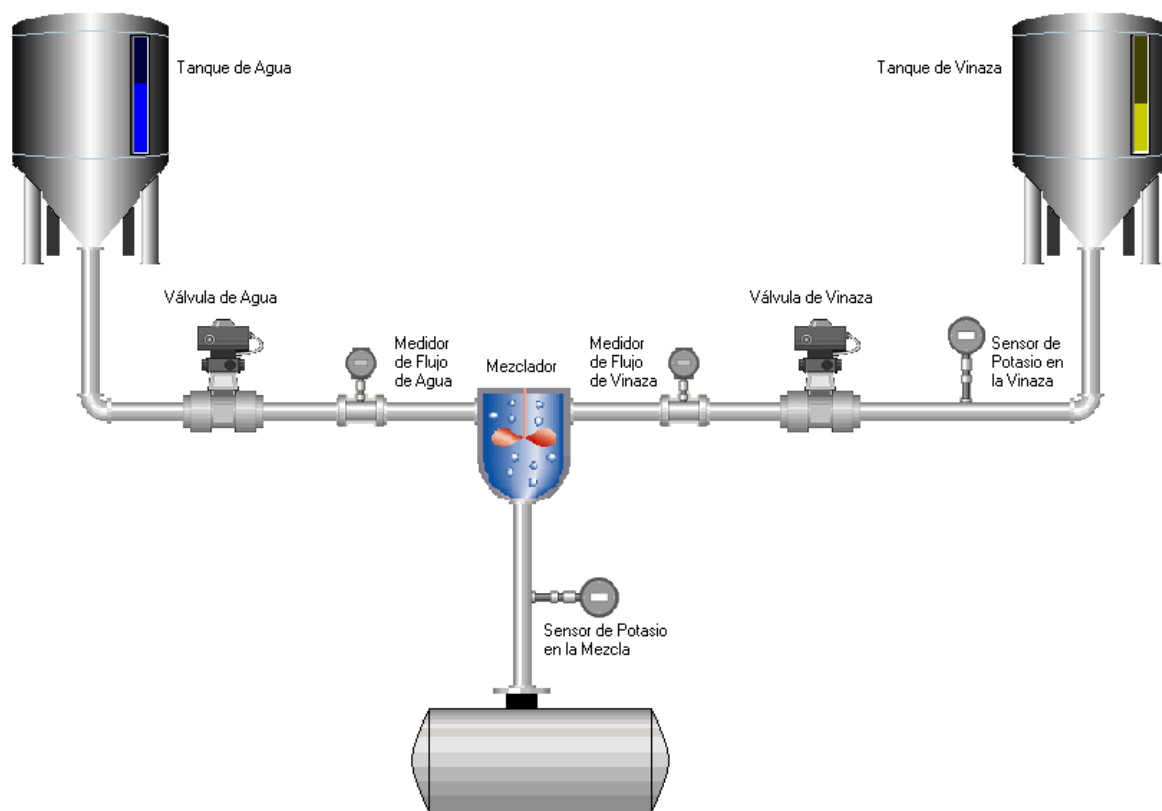 Tanque de Agua
Tanque de Vinaza
Válvula de Agua
Válvula de Vinaza
Medidor
de Flujo
de Agua
Mezclador
Medidor
de Flujo
de Vinaza
Sensor de
Potasio en
la Vinaza
Sensor de Potasio
en la Mezcla